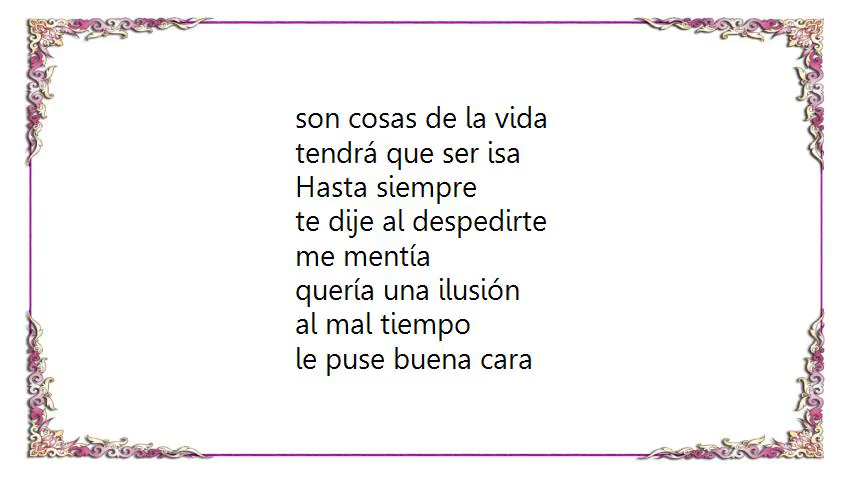 son cosas de la vida
tendrá que ser isa
Hasta siempre
te dije al despedirte
me mentía
quería una ilusión
al mal tiempo
le puse buena cara